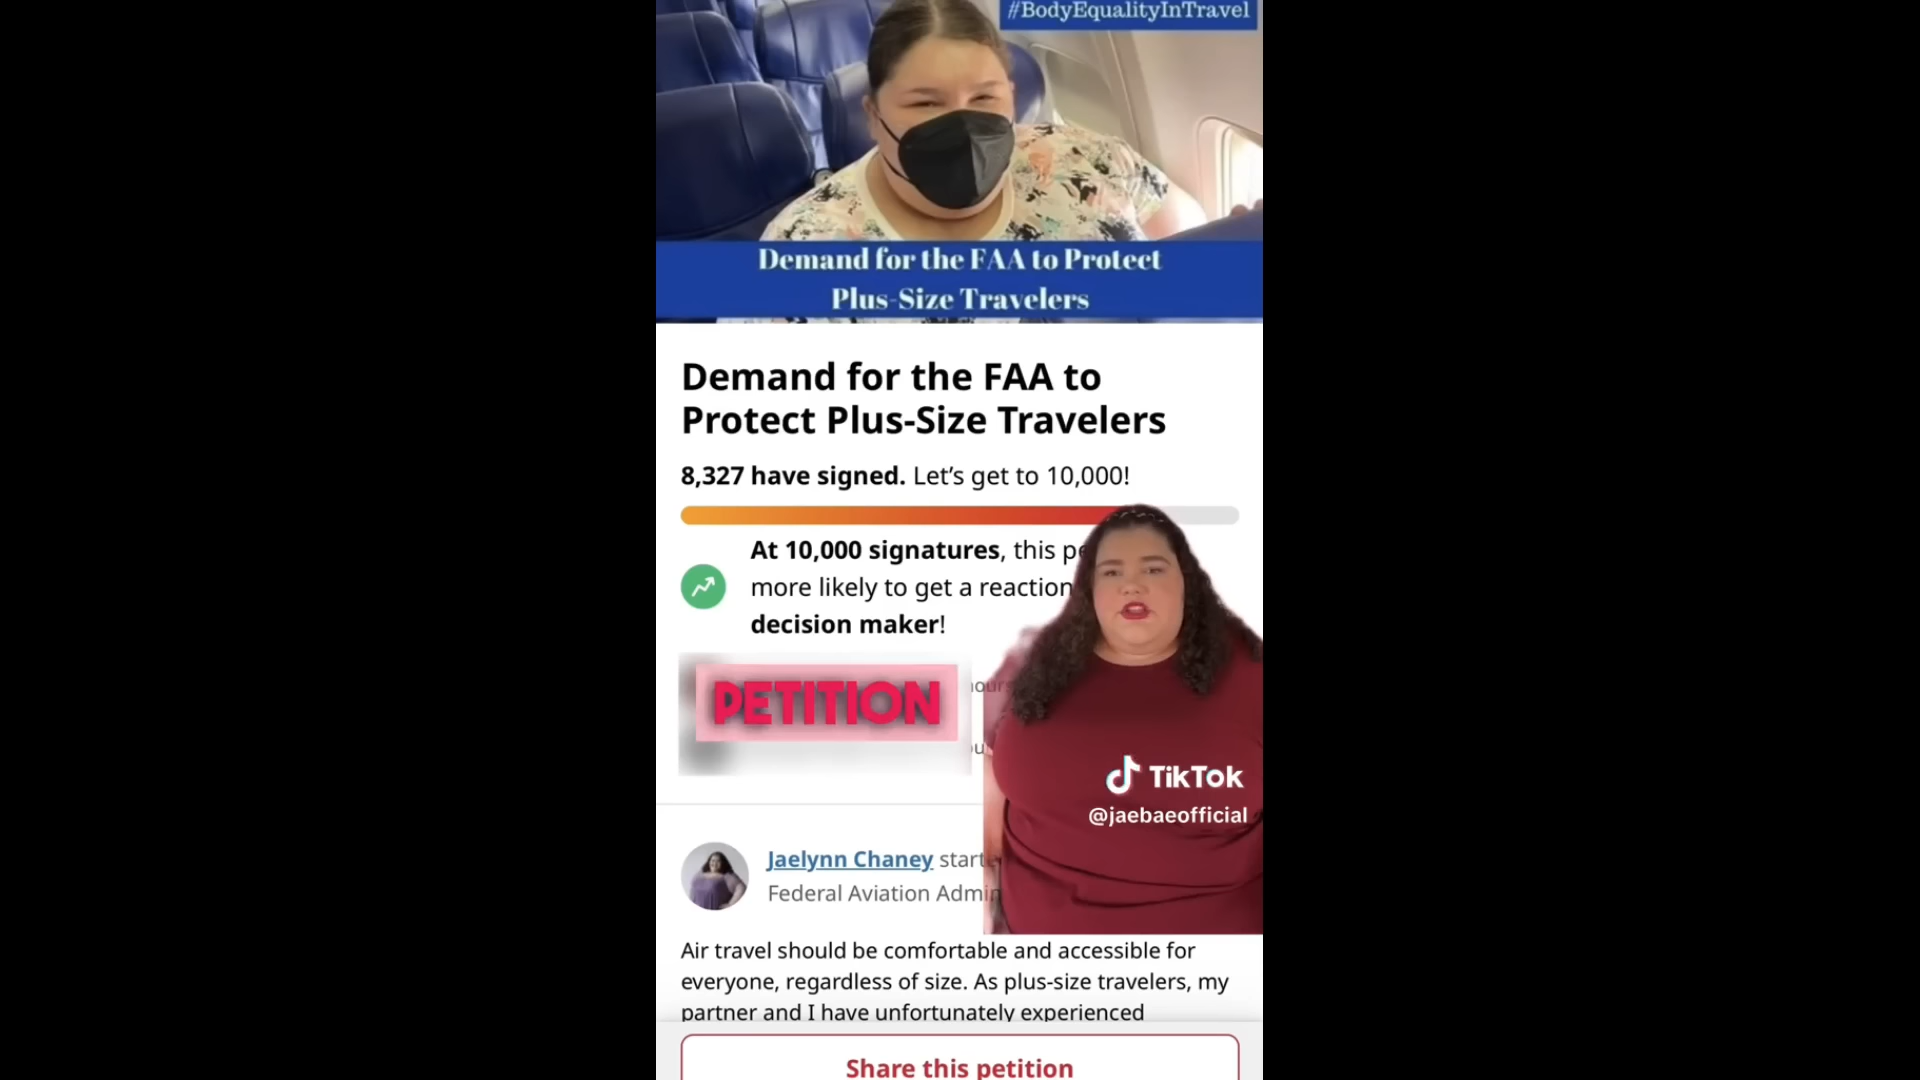 #BodyEqualityInTravel
Demand for the FAA to Protect
Plus-Size Travelers
Demand for the FAA to
Protect Plus-Size Travelers
8,327 have signed. Let's get to 10,000!
At 10,000 signatures, this
more likely to get a reaction
decision maker!
PETITION
TikTok
@jaebaeofficial
Jaelynn Chaney
Federal Aviation
Air travel should be comfortable and accessible for
everyone, regardless of size. As plus-size travelers, my
partner and I have unfortunately experienced
Share this petition